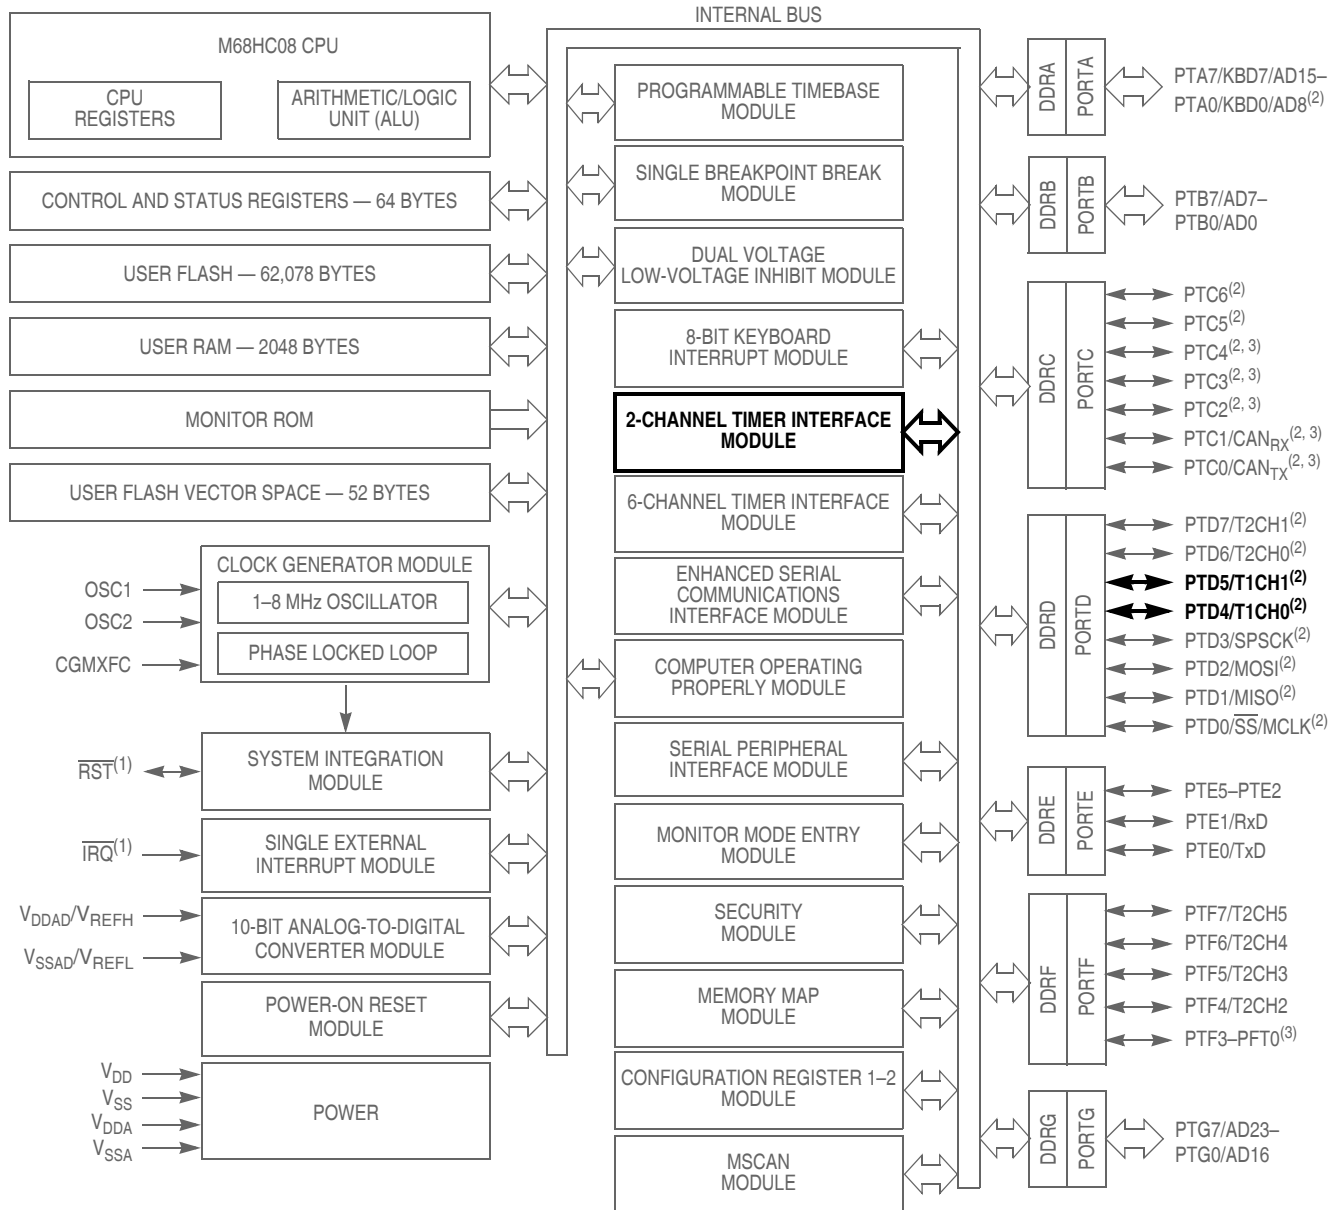 INTERNAL BUS
M68HC08 CPU
CPU
REGISTERS
ARITHMETIC/LOGIC
UNIT (ALU)
CONTROL AND STATUS REGISTERS — 64 BYTES
USER FLASH — 62,078 BYTES
USER RAM — 2048 BYTES
MONITOR ROM
USER FLASH VECTOR SPACE — 52 BYTES
CLOCK GENERATOR MODULE
1–8 MHz OSCILLATOR
PHASE LOCKED LOOP
OSC1
OSC2
CGMXFC
SYSTEM INTEGRATION
MODULE
RST(1)
SINGLE EXTERNAL
INTERRUPT MODULE
IRQ(1)
10-BIT ANALOG-TO-DIGITAL
CONVERTER MODULE
VDDAD/VREFH
VSSAD/VREFL
POWER-ON RESET
MODULE
POWER
VDD
VSS
VDDA
VSSA
PROGRAMMABLE TIMEBASE
MODULE
SINGLE BREAKPOINT BREAK
MODULE
DUAL VOLTAGE
LOW-VOLTAGE INHIBIT MODULE
8-BIT KEYBOARD
INTERRUPT MODULE
2-CHANNEL TIMER INTERFACE
MODULE
6-CHANNEL TIMER INTERFACE
MODULE
ENHANCED SERIAL
COMMUNICATIONS
INTERFACE MODULE
COMPUTER OPERATING
PROPERLY MODULE
SERIAL PERIPHERAL
INTERFACE MODULE
MONITOR MODE ENTRY
MODULE
SECURITY
MODULE
MEMORY MAP
MODULE
CONFIGURATION REGISTER 1–2
MODULE
MSCAN
MODULE
DDRA
PORTA
PTA7/KBD7/AD15–
PTA0/KBD0/AD8(2)
DDRB
PORTB
PTB7/AD7–
PTB0/AD0
DDRC
PORTC
PTC6(2)
PTC5(2)
PTC4(2, 3)
PTC3(2, 3)
PTC2(2, 3)
PTC1/CANRX(2, 3)
PTC0/CANTX(2, 3)
DDRD
PORTD
PTD7/T2CH1(2)
PTD6/T2CH0(2)
PTD5/T1CH1(2)
PTD4/T1CH0(2)
PTD3/SPSCK(2)
PTD2/MOSI(2)
PTD1/MISO(2)
PTD0/SS/MCLK(2)
DDRE
PORTE
PTE5–PTE2
PTE1/RxD
PTE0/TxD
DDRF
PORTF
PTF7/T2CH5
PTF6/T2CH4
PTF5/T2CH3
PTF4/T2CH2
PTF3–PFT0(3)
DDRG
PORTG
PTG7/AD23–
PTG0/AD16